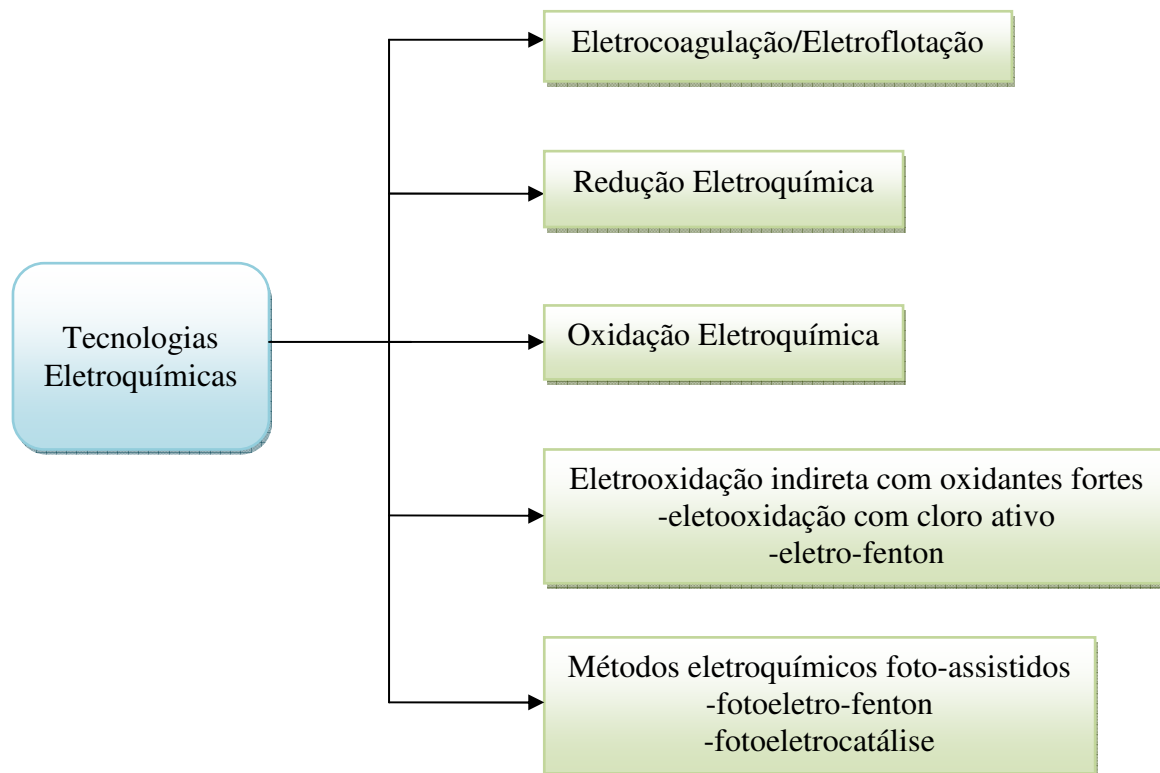 Eletrocoagulação/Eletroflotação
Redução Eletroquímica
Tecnologias
Eletroquímicas
Oxidação Eletroquímica
Eletrooxidação indireta com oxidantes fortes
-eletooxidação com cloro ativo
-eletro-fenton
Métodos eletroquímicos foto-assistidos
-fotoeletro-fenton
-fotoeletrocatálise